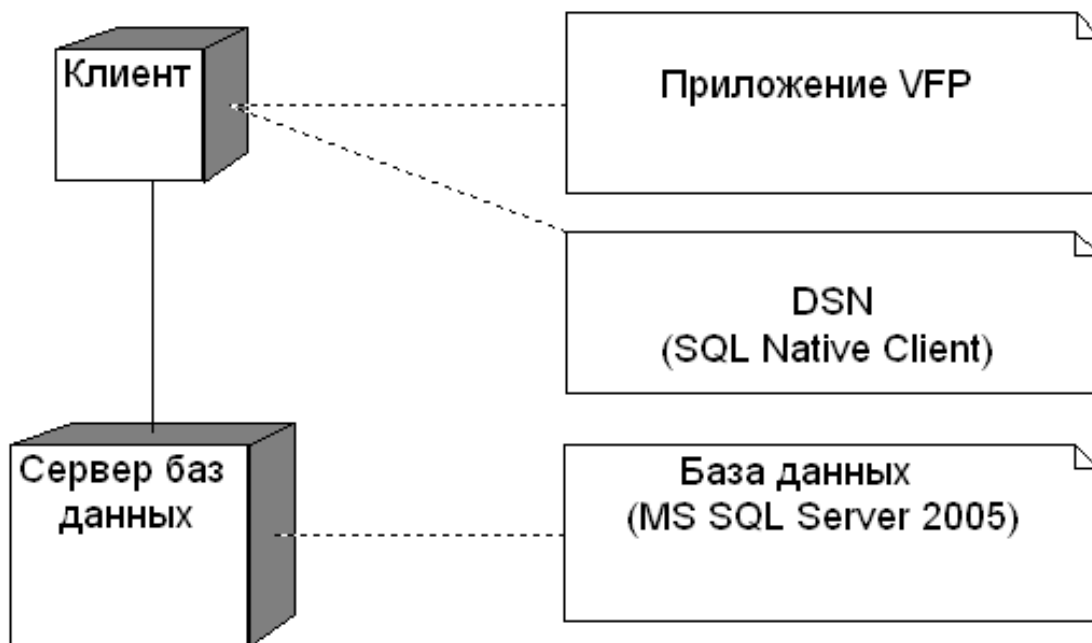 Клиент
Приложение VFP
DSN
(SQL Native Client)
Сервер баз
данных
База данных
(MS SQL Server 2005)